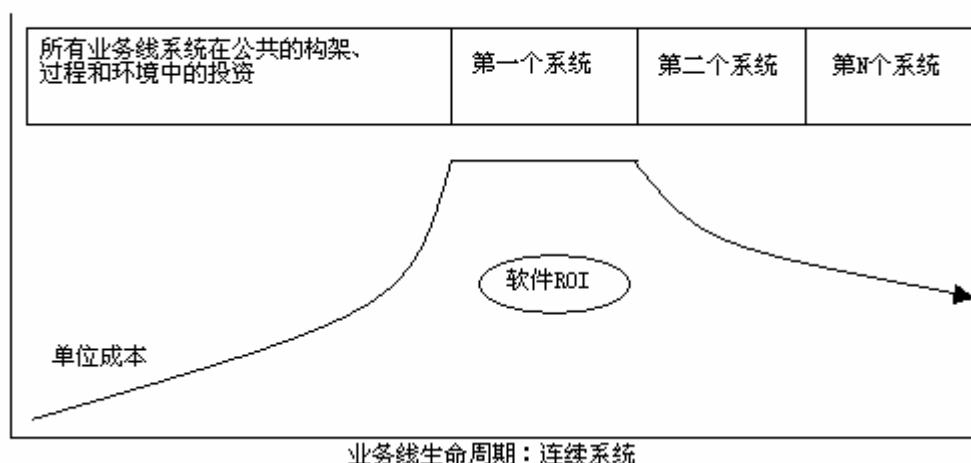 所有业务线系统在公共的构架、
过程和环境中的投资
第一个系统
第二个系统
第N个系统
软件ROI
单位成本
业务线生命周期：连续系统